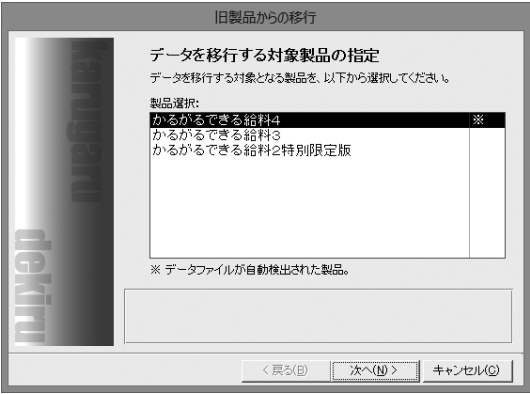 旧製品からの移行
karugaru
dekiru
データを移行する対象製品の指定
データを移行する対象となる製品を、以下から選択してください。
製品選択:
かるがるできる給料4 ※
かるがるできる給料3
かるがるできる給料2特別限定版
※ データファイルが自動検出された製品。
< 戻る(B) 次へ(N) > キャンセル(C)